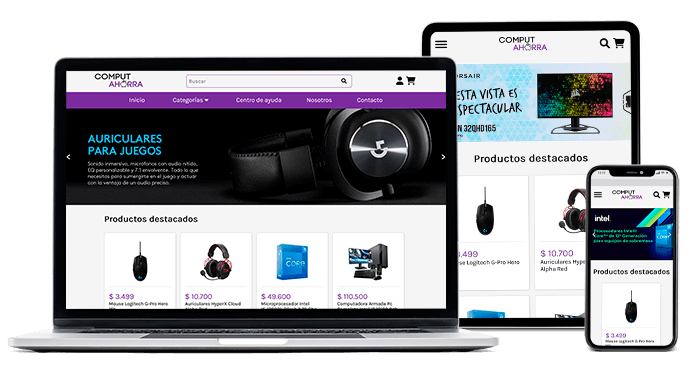 COMPUT
AHORRA
Buscar
Inicio
Categorías
Centro de ayuda
Nosotros
Contacto
AURICULARES
PARA JUEGOS
Sonido inmersivo, micrófonos con audio nítido,
EQ personalizable y 7.1 envolvente. Todo lo que
necesitas para sumergirte en el juego y actuar
con la ventaja de un audio preciso.
Productos destacados
$ 3.499
Mouse Logitech G-Pro Hero
$ 10.700
Auriculares HyperX Cloud
Alpha Red
$ 49.600
Microprocesador Intel
$ 110.500
Computadora Armada Pc
COMPUT
AHORRA
ORSAIR
ESTA VISTA ES
SPECTACULAR
N 32QHD165
Productos destacados
$ 3.499
use Logitech G-Pro Hero
$ 10.700
Auriculares HyperX
Alpha Red
COMPUT
AHORRA
intel.
Procesadores Intel®
Core™ de 12ª Generación
para equipos de sobremesa
Productos destacados
$ 3.499
Mouse Logitech G-Pro Hero